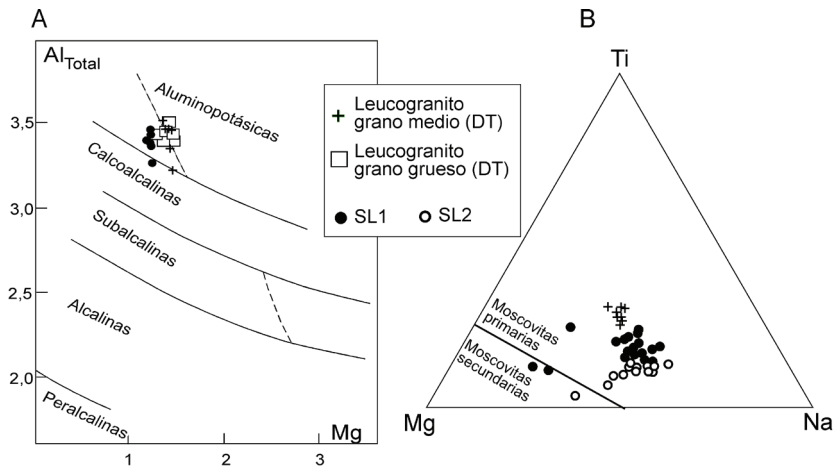 A
B
Al Total
Ti
Aluminopotásicas
Leucogranito
grano medio (DT)
Leucogranito
grano grueso (DT)
SL1
SL2
3,5
Calcoalcalinas
3,0
Subalcalinas
2,5
Alcalinas
2,0
Peralcalinas
Mg
1
2
3
Moscovitas
primarias
Moscovitas
secundarias
Mg
Na